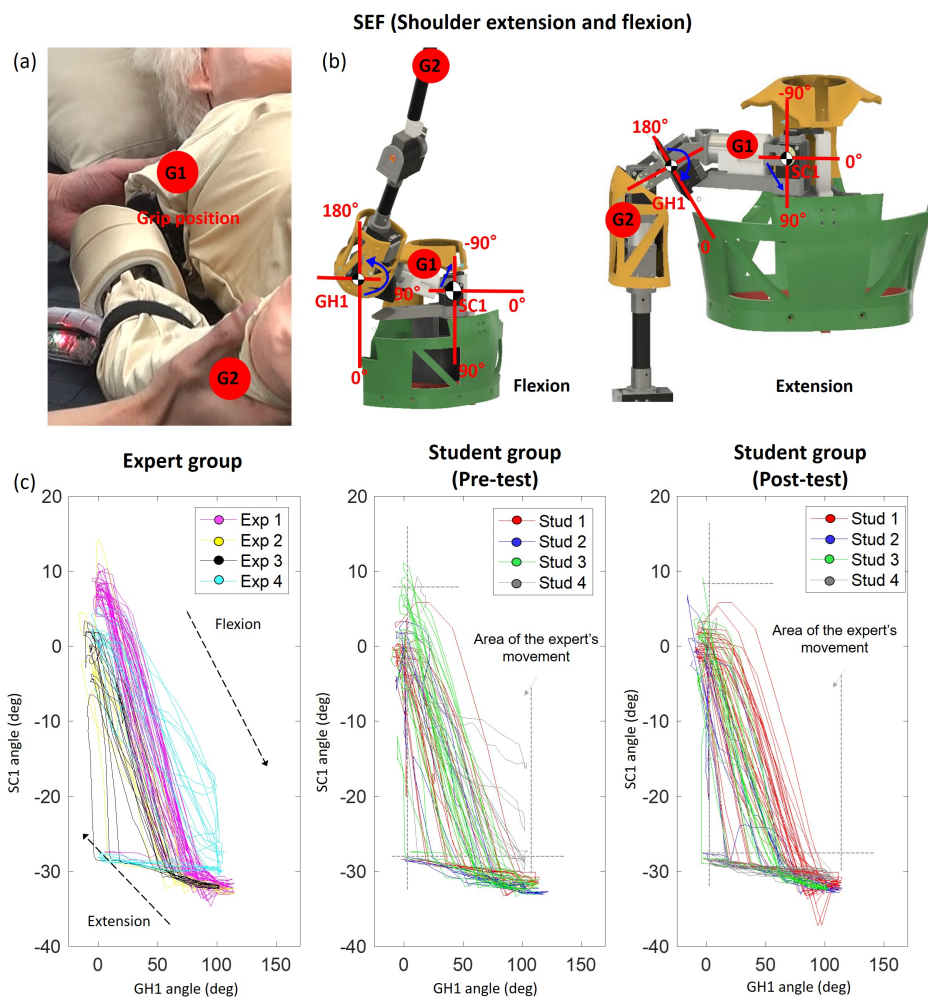 SEF (Shoulder extension and flexion)
(a)
G1
Grip position
G2
(b)
G2
180°
-90°
G1
GH1
90°
SC1
0°
0°
90°
Flexion
-90°
180°
G1
SC1
0°
GH1
G2
90°
0
Extension
(c)
Expert group
20
10
0
-10
-20
-30
-40
0
50
100
150
SC1 angle (deg)
GH1 angle (deg)
Exp 1
Exp 2
Exp 3
Exp 4
Flexion
Extension
Student group
(Pre-test)
20
10
0
-10
-20
-30
-40
0
50
100
150
SC1 angle (deg)
GH1 angle (deg)
Stud 1
Stud 2
Stud 3
Stud 4
Area of the expert's
movement
Student group
(Post-test)
20
10
0
-10
-20
-30
-40
0
50
100
150
SC1 angle (deg)
GH1 angle (deg)
Stud 1
Stud 2
Stud 3
Stud 4
Area of the expert's
movement